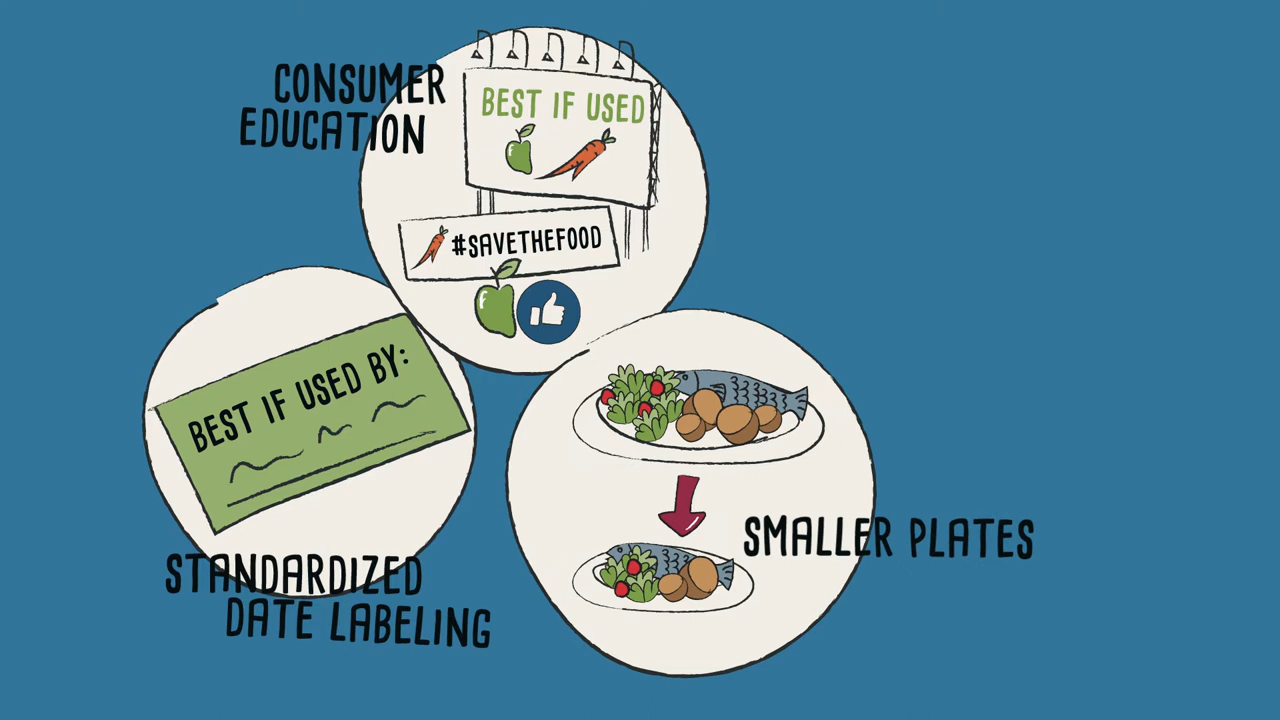 CONSUMER
EDUCATION
BEST IF USED
#SAVETHEFOOD
BEST IF USED BY:
STANDARDIZED
DATE LABELING
SMALLER PLATES